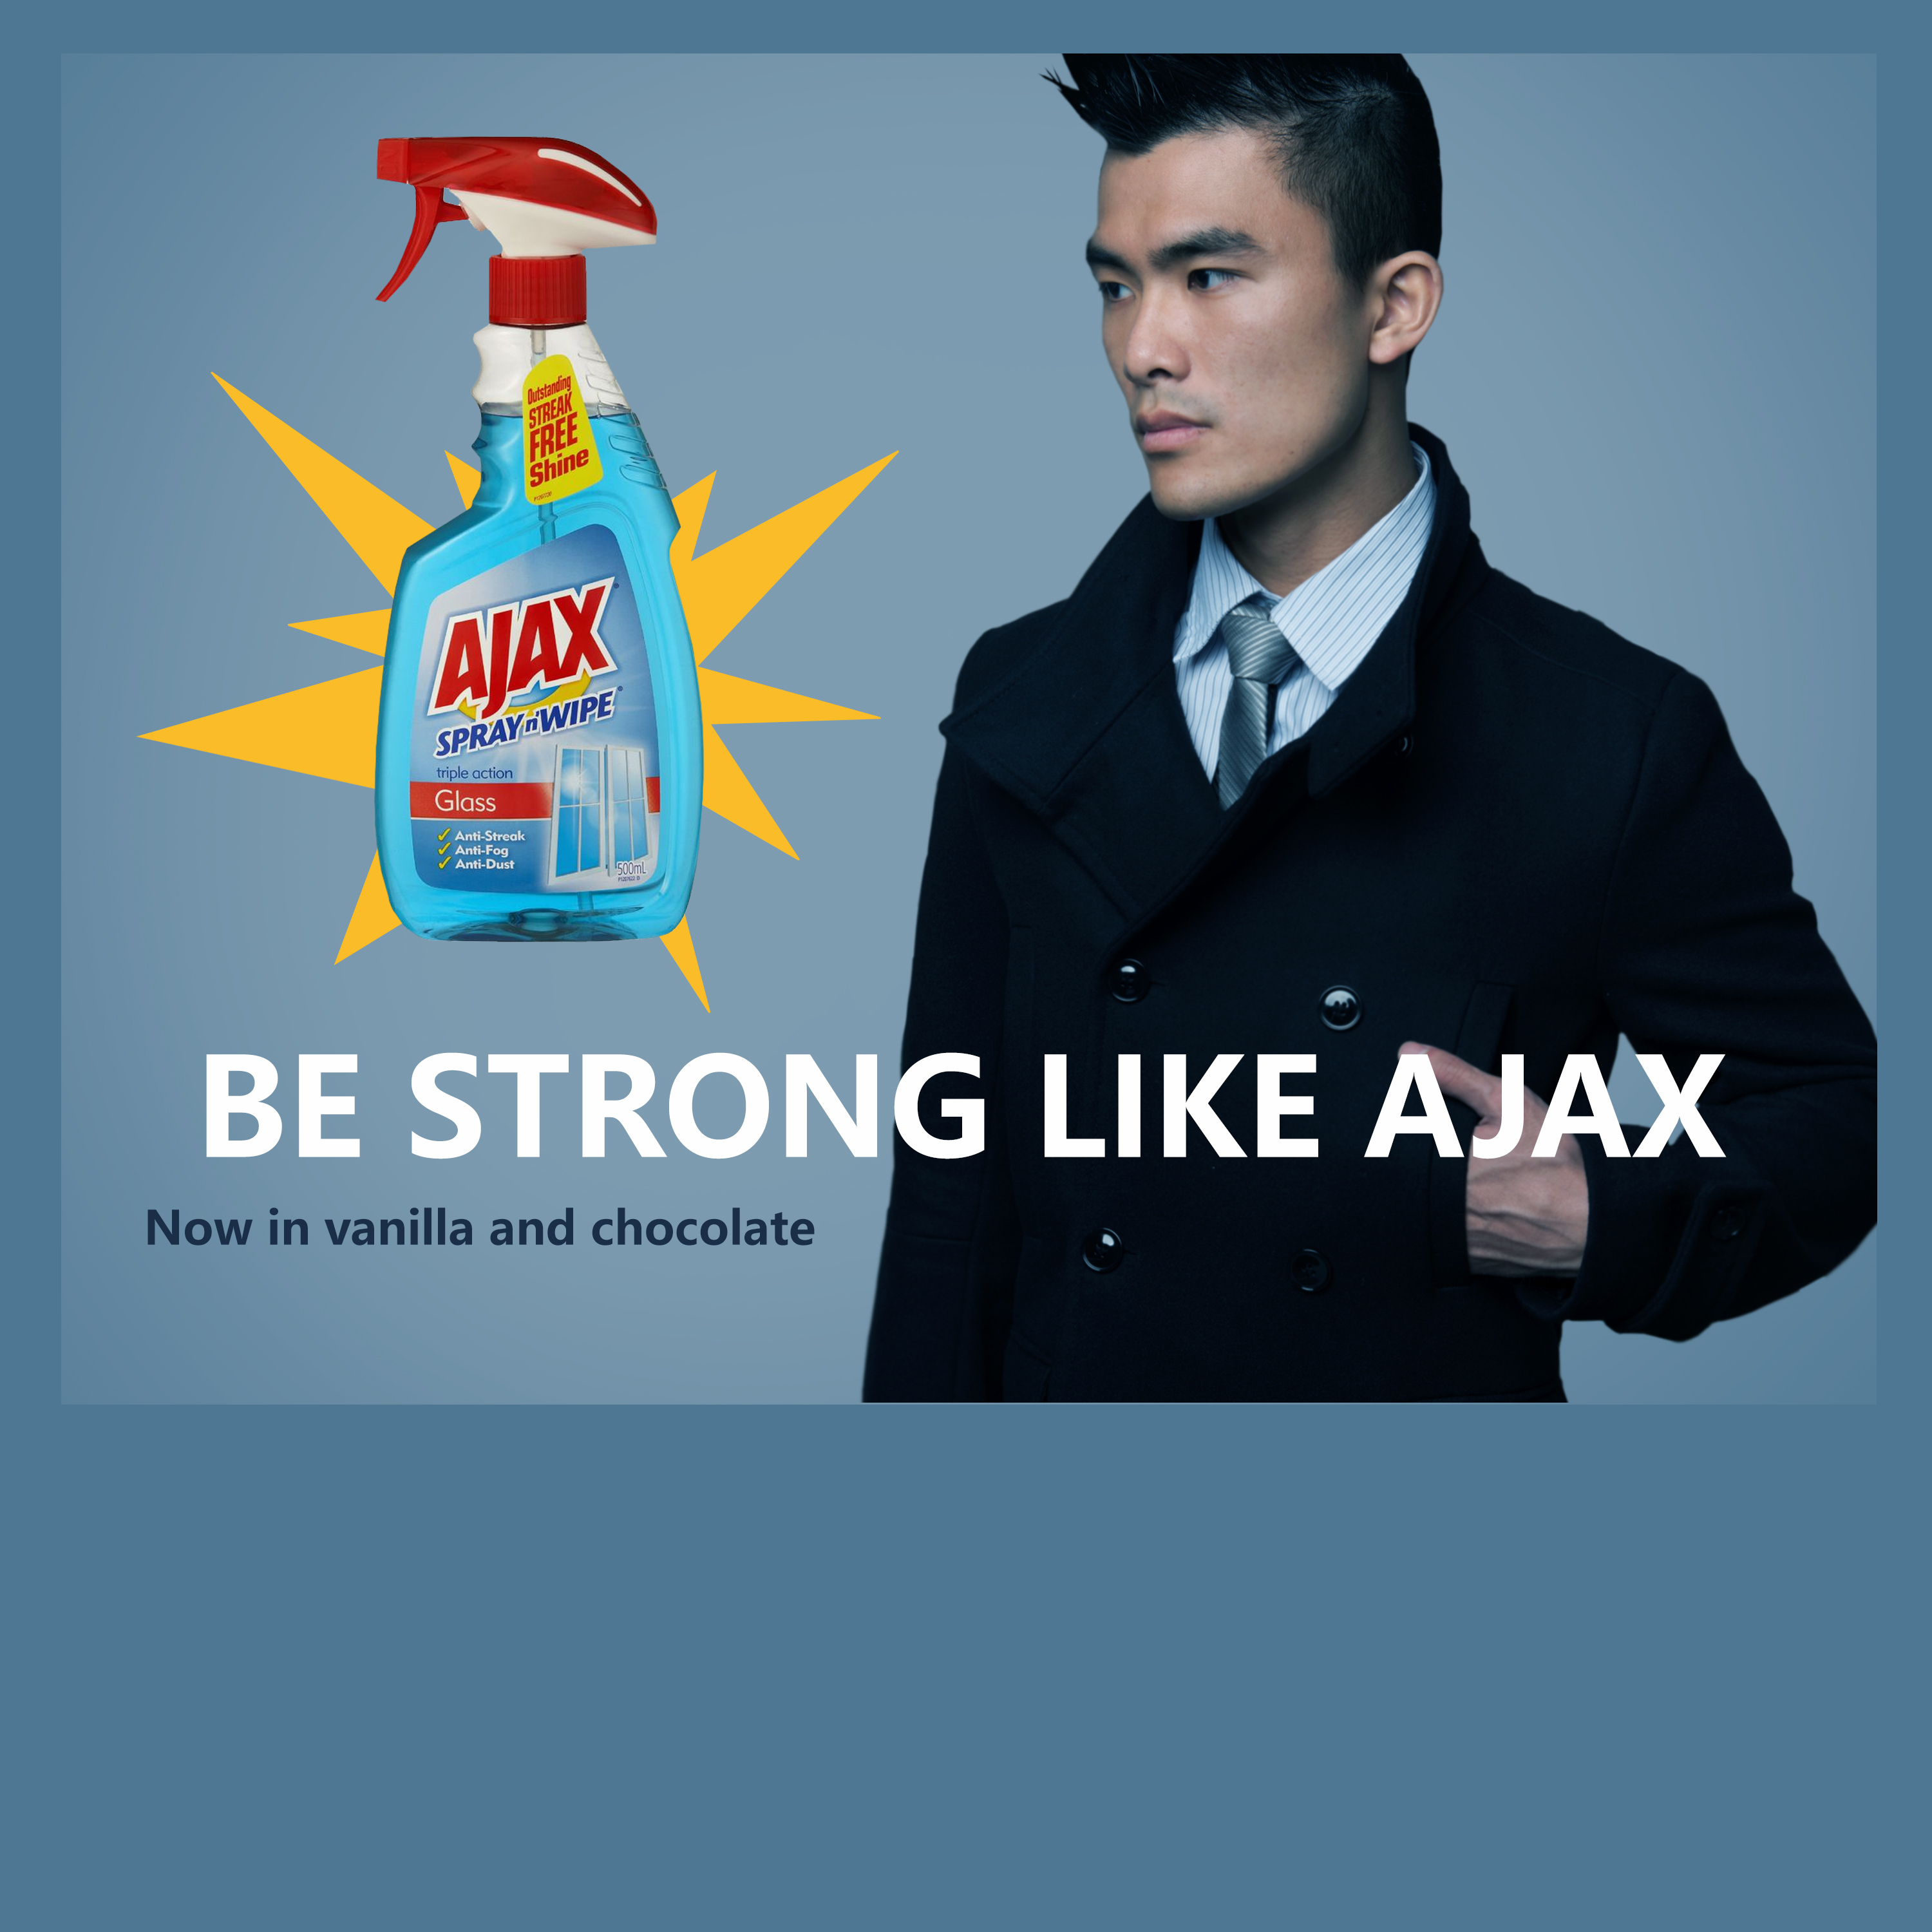 Outstanding
STREAK
FREE
Shine
AJAX
SPRAY n' WIPE
triple action
Glass
Anti-Streak
Anti-Fog
Anti-Dust
500mL
BE STRONG LIKE AJAX
Now in vanilla and chocolate